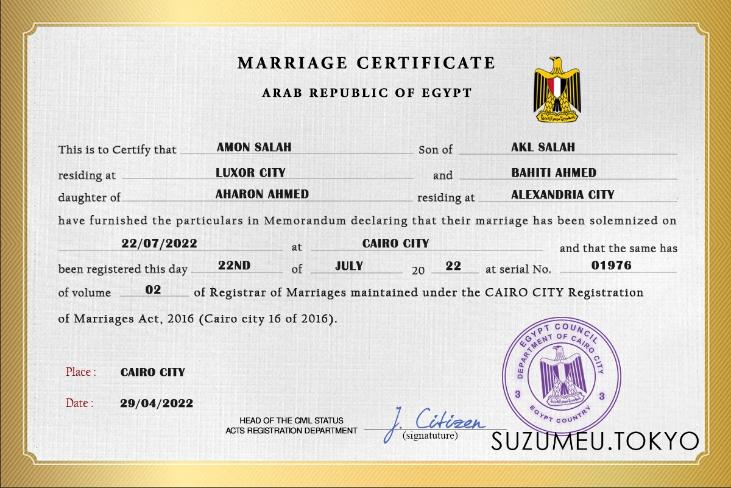 MARRIAGE CERTIFICATE
ARAB REPUBLIC OF EGYPT
This is to Certify that AMON SALAH Son of AKL SALAH
residing at LUXOR CITY and BAHITI AHMED
daughter of AHARON AHMED residing at ALEXANDRIA CITY
have furnished the particulars in Memorandum declaring that their marriage has been solemnized on
22/07/2022 at CAIRO CITY and that the same has
been registered this day 22ND of JULY 20 22 at serial No. 01976
of volume 02 of Registrar of Marriages maintained under the CAIRO CITY Registration
of Marriages Act, 2016 (Cairo city 16 of 2016).
EGYPT COUNCIL
DEPARTMENT OF CAIRO CITY
3 3
EGYPT COUNTRY
Place : CAIRO CITY
Date : 29/04/2022
HEAD OF THE CIVIL STATUS
ACTS REGISTRATION DEPARTMENT
J. Citizen
(signatuture)
SUZUMEU.TOKYO